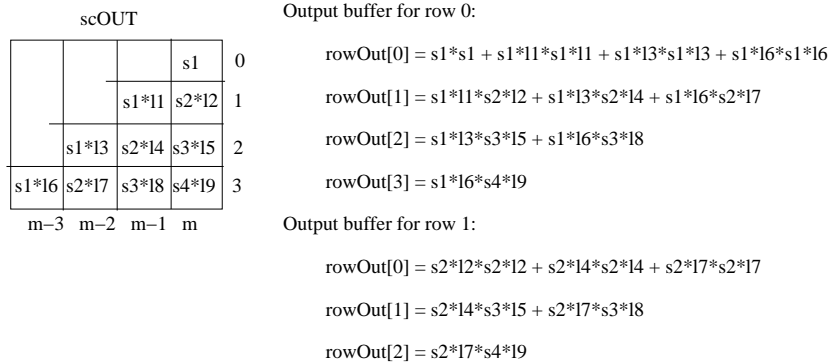 scOUT
s1 0
s1*l1 s2*l2 1
s1*l3 s2*l4 s3*l5 2
s1*l6 s2*l7 s3*l8 s4*l9 3
m−3 m−2 m−1 m
Output buffer for row 0:
rowOut[0] = s1*s1 + s1*l1*s1*l1 + s1*l3*s1*l3 + s1*l6*s1*l6
rowOut[1] = s1*l1*s2*l2 + s1*l3*s2*l4 + s1*l6*s2*l7
rowOut[2] = s1*l3*s3*l5 + s1*l6*s3*l8
rowOut[3] = s1*l6*s4*l9
Output buffer for row 1:
rowOut[0] = s2*l2*s2*l2 + s2*l4*s2*l4 + s2*l7*s2*l7
rowOut[1] = s2*l4*s3*l5 + s2*l7*s3*l8
rowOut[2] = s2*l7*s4*l9